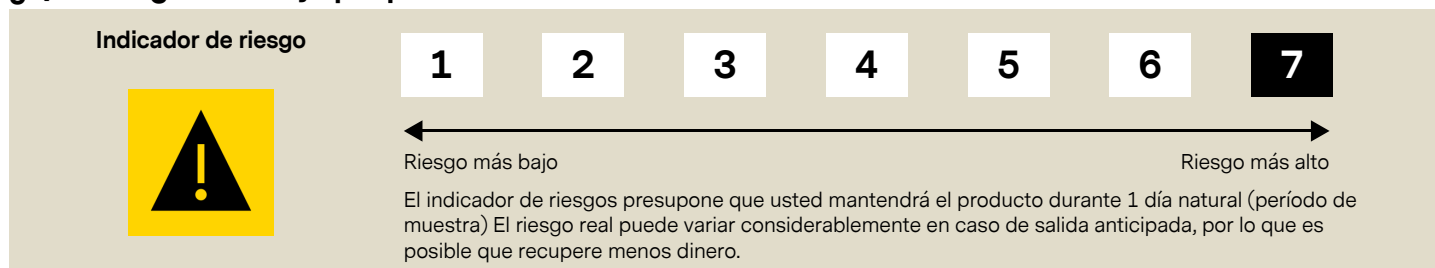 Indicador de riesgo
1 2 3 4 5 6 7
Riesgo más bajo Riesgo más alto
El indicador de riesgos presupone que usted mantendrá el producto durante 1 día natural (período de
muestra) El riesgo real puede variar considerablemente en caso de salida anticipada, por lo que es
posible que recupere menos dinero.